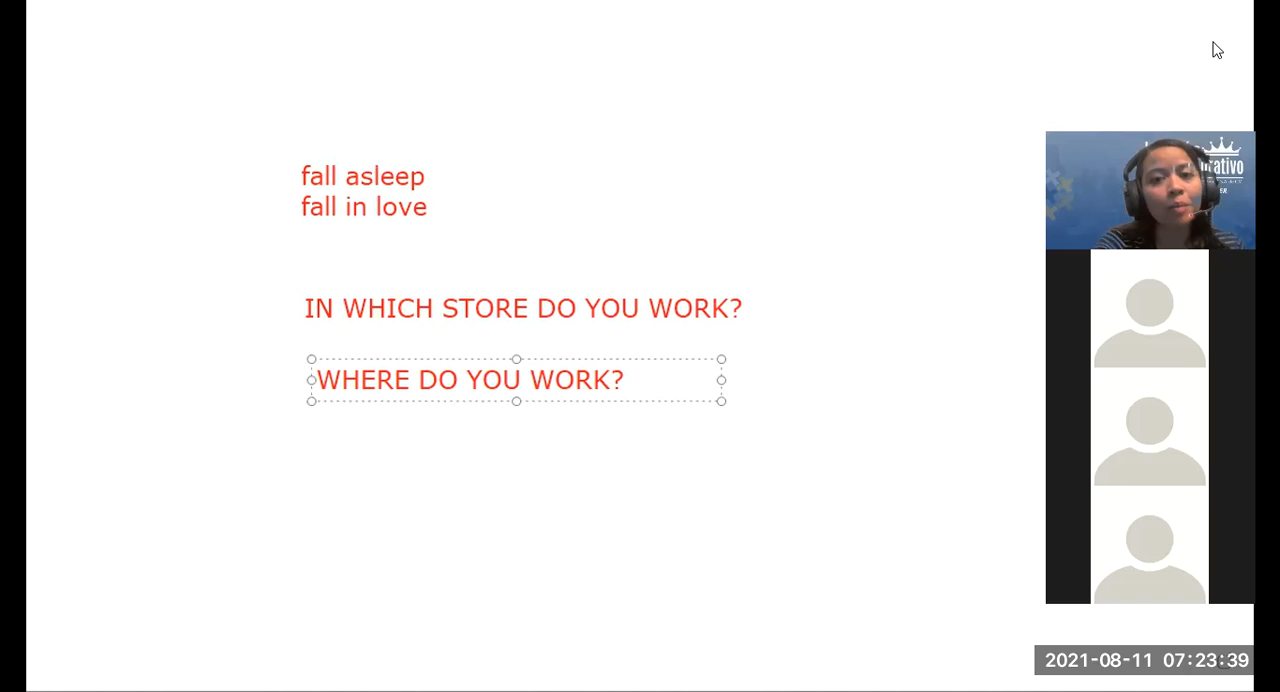 fall asleep
fall in love
IN WHICH STORE DO YOU WORK?
WHERE DO YOU WORK?
2021-08-11 07:23:39